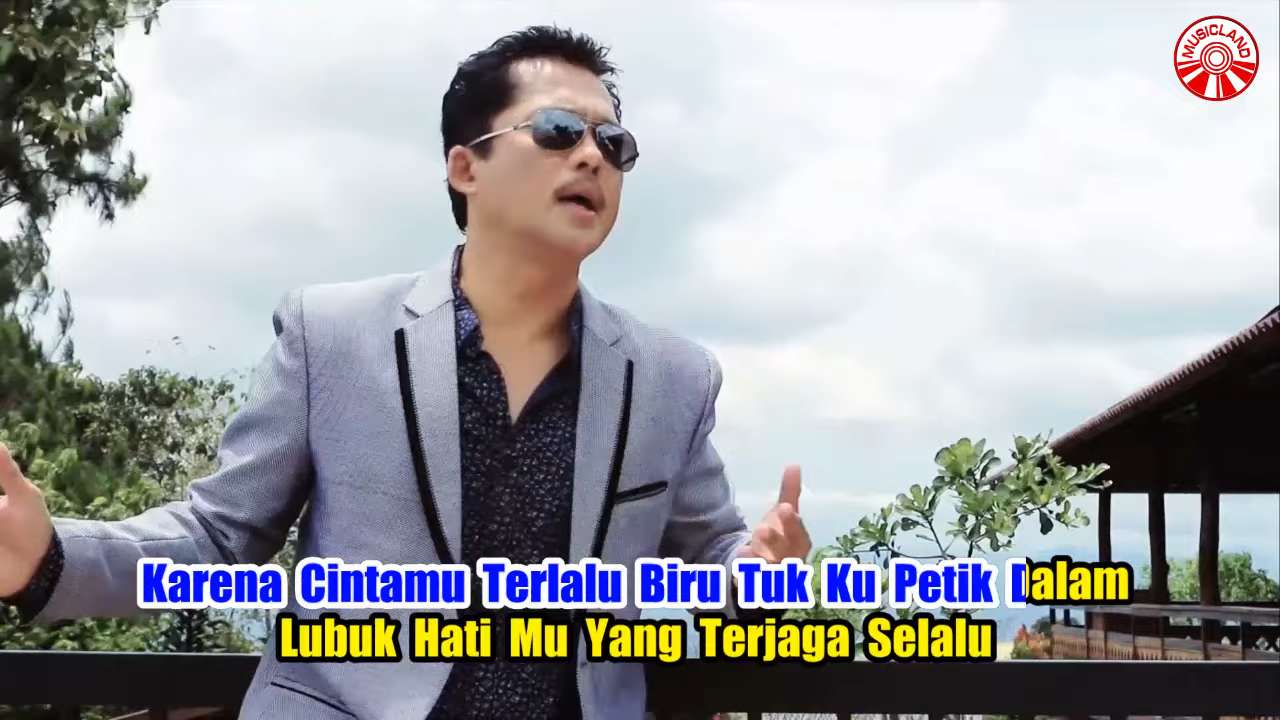 MUSICLAND
Karena Cintamu Terlalu Biru Tuk Ku Petik Dalam
Lubuk Hati Mu Yang Terjaga Selalu